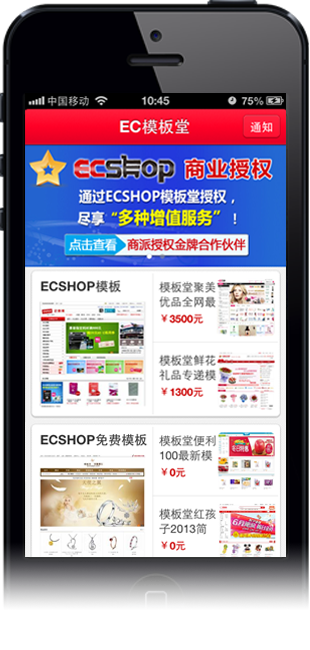 中国移动 10:45 75%
EC模板堂 通知
ECSHOP 商业授权
通过ECSHOP模板堂授权，
尽享“多种增值服务”！
点击查看 商派授权金牌合作伙伴
ECSHOP模板
模板堂聚美
优品全网最
￥3500元
模板堂鲜花
礼品专递模
￥1300元
ECSHOP免费模板
模板堂便利
100最新模
￥0元
模板堂红孩
子2013简
￥0元